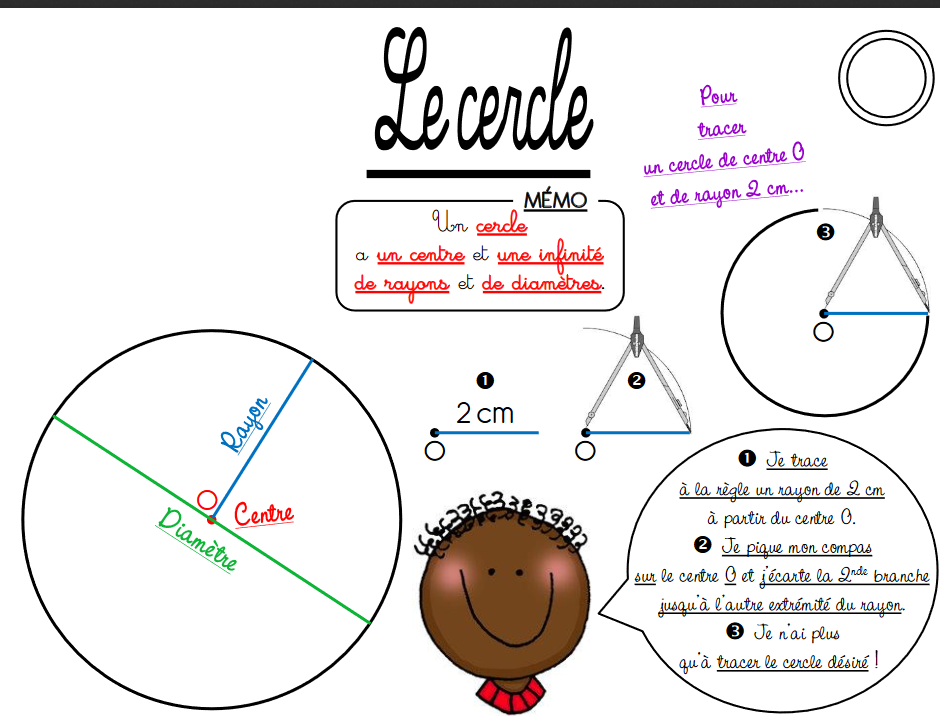 Le cercle
MÉMO
Un cercle
a un centre et une infinité
de rayons et de diamètres.
Pour
tracer
un cercle de centre O
et de rayon 2 cm...
❸
O
❶
2 cm
O
❷
O
Rayon
O
Centre
Diamètre
❶ Je trace
à la règle un rayon de 2 cm
à partir du centre O.
❷ Je pique mon compas
sur le centre O et j'écarte la 2nde branche
jusqu'à l'autre extrémité du rayon.
❸ Je n'ai plus
qu'à tracer le cercle désiré !